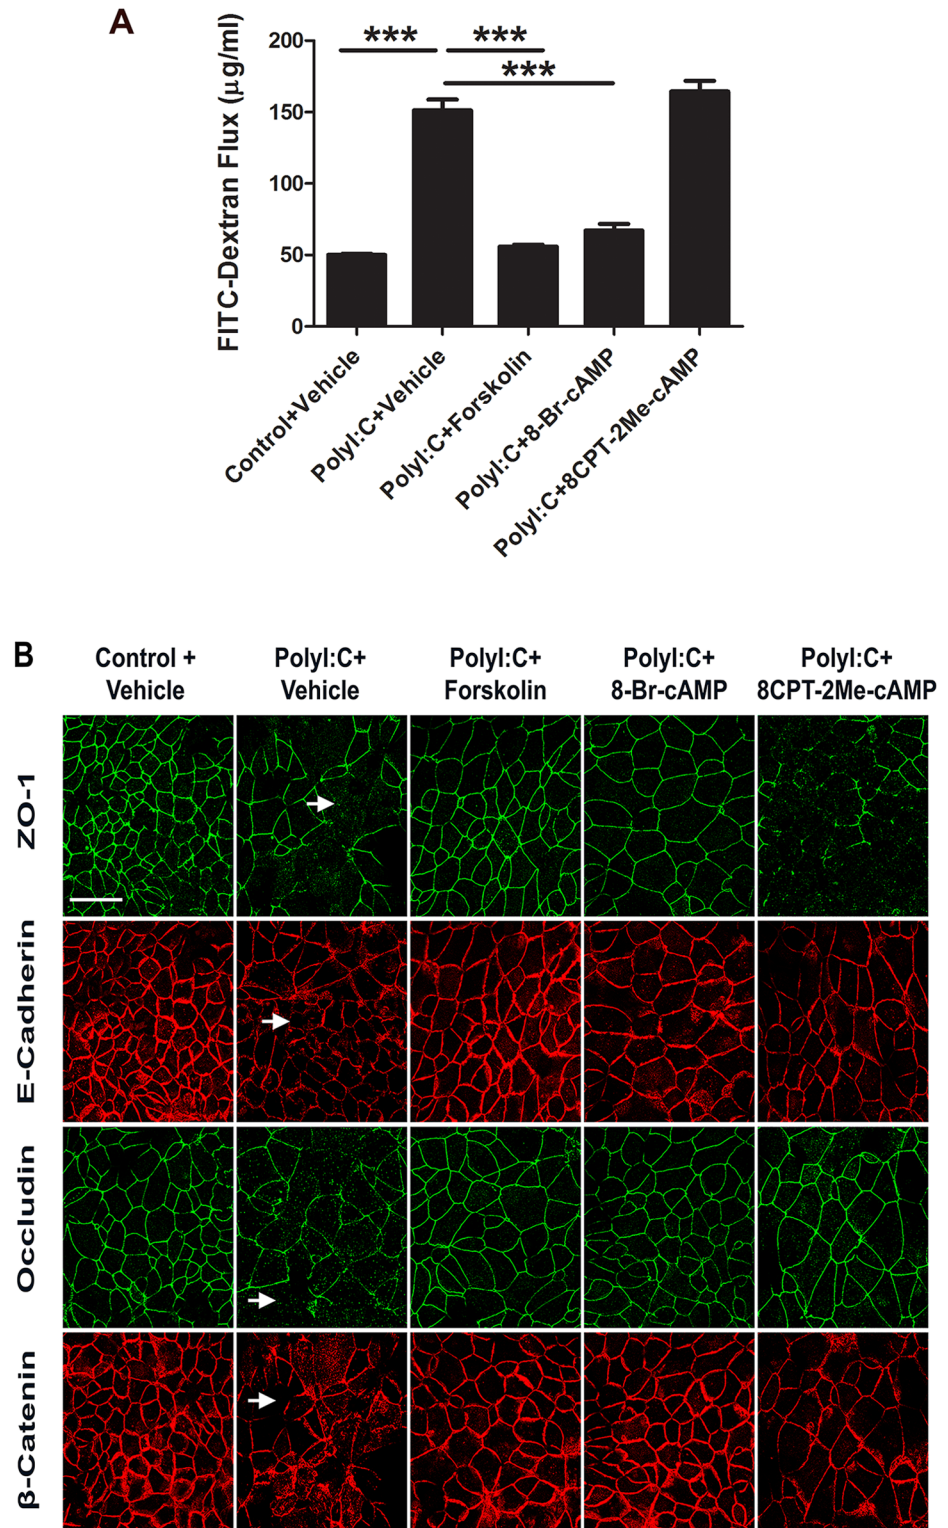 A
FITC-Dextran Flux (μg/ml)
200
150
100
50
0
*** ***
***
Control+Vehicle
PolyI:C+Vehicle
PolyI:C+Forskolin
PolyI:C+8-Br-cAMP
PolyI:C+8CPT-2Me-cAMP
B
Control +
Vehicle
PolyI:C+
Vehicle
PolyI:C+
Forskolin
PolyI:C+
8-Br-cAMP
PolyI:C+
8CPT-2Me-cAMP
ZO-1
E-Cadherin
Occludin
β-Catenin